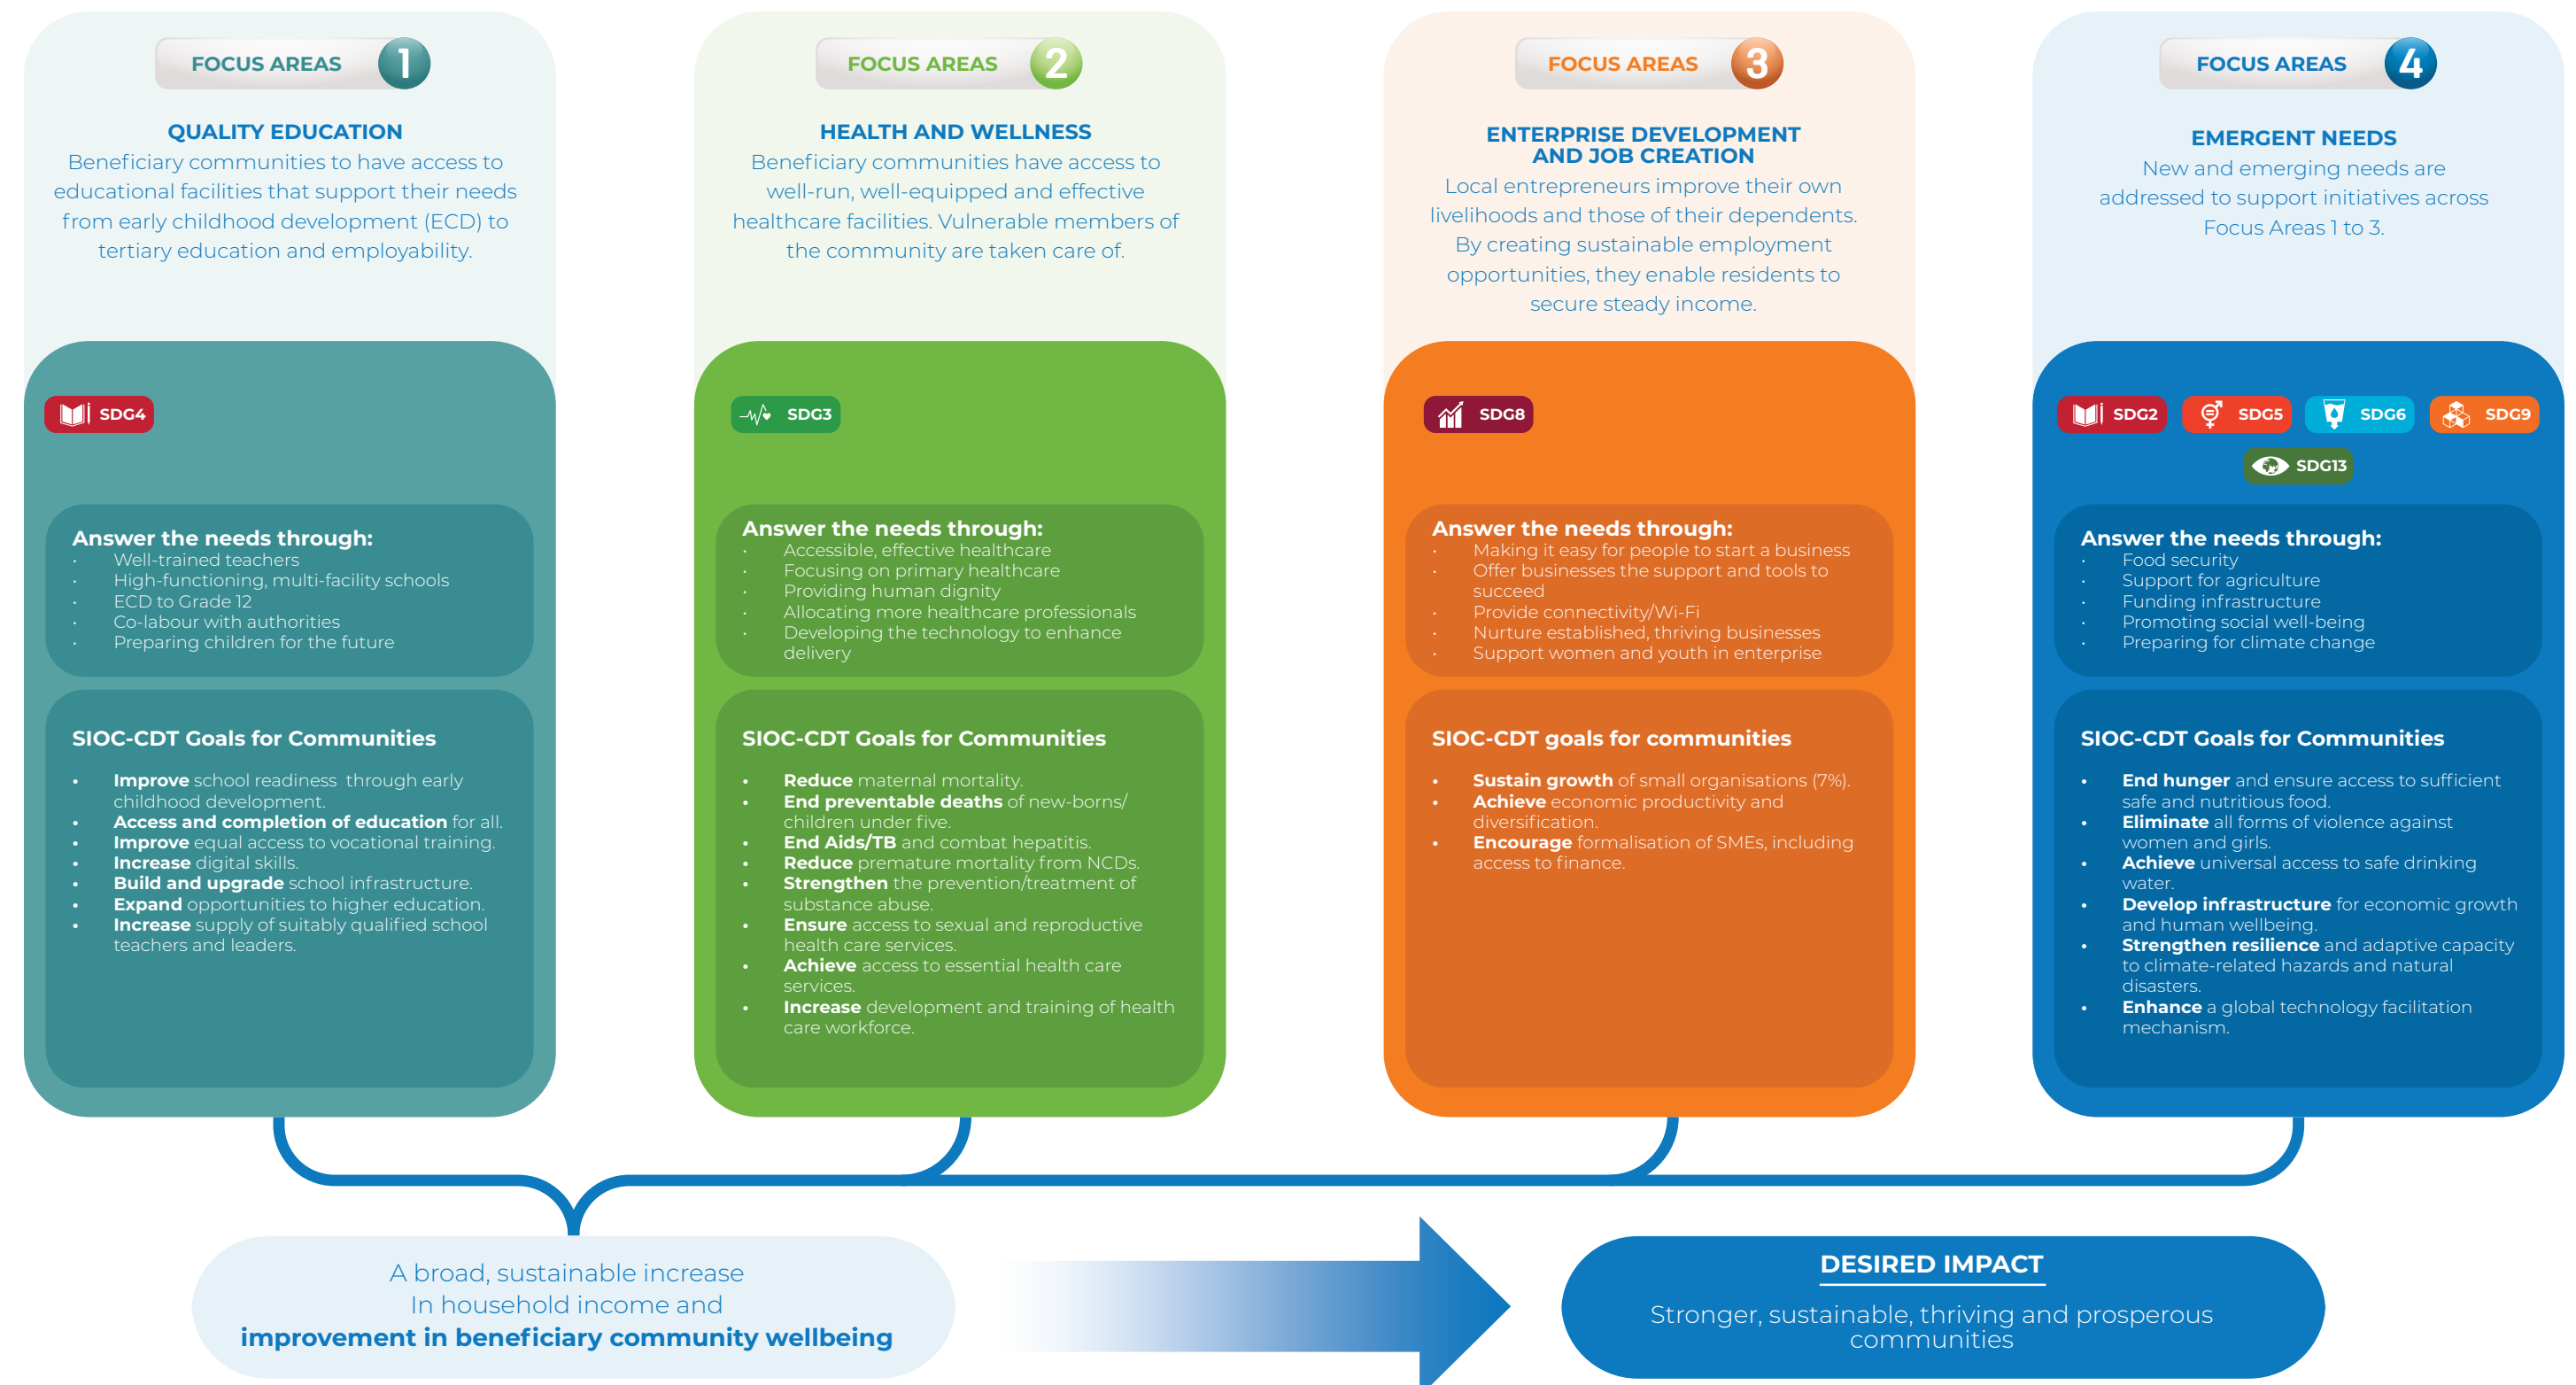 FOCUS AREAS 1
QUALITY EDUCATION
Beneficiary communities to have access to
educational facilities that support their needs
from early childhood development (ECD) to
tertiary education and employability.
SDG4
Answer the needs through:
· Well-trained teachers
· High-functioning, multi-facility schools
· ECD to Grade 12
· Co-labour with authorities
· Preparing children for the future
SIOC-CDT Goals for Communities
• Improve school readiness through early
childhood development.
• Access and completion of education for all.
• Improve equal access to vocational training.
• Increase digital skills.
• Build and upgrade school infrastructure.
• Expand opportunities to higher education.
• Increase supply of suitably qualified school
teachers and leaders.
FOCUS AREAS 2
HEALTH AND WELLNESS
Beneficiary communities have access to
well-run, well-equipped and effective
healthcare facilities. Vulnerable members of
the community are taken care of.
SDG3
Answer the needs through:
· Accessible, effective healthcare
· Focusing on primary healthcare
· Providing human dignity
· Allocating more healthcare professionals
· Developing the technology to enhance
delivery
SIOC-CDT Goals for Communities
• Reduce maternal mortality.
• End preventable deaths of new-borns/
children under five.
• End Aids/TB and combat hepatitis.
• Reduce premature mortality from NCDs.
• Strengthen the prevention/treatment of
substance abuse.
• Ensure access to sexual and reproductive
health care services.
• Achieve access to essential health care
services.
• Increase development and training of health
care workforce.
FOCUS AREAS 3
ENTERPRISE DEVELOPMENT
AND JOB CREATION
Local entrepreneurs improve their own
livelihoods and those of their dependents.
By creating sustainable employment
opportunities, they enable residents to
secure steady income.
SDG8
Answer the needs through:
· Making it easy for people to start a business
· Offer businesses the support and tools to
succeed
· Provide connectivity/Wi-Fi
· Nurture established, thriving businesses
· Support women and youth in enterprise
SIOC-CDT goals for communities
• Sustain growth of small organisations (7%).
• Achieve economic productivity and
diversification.
• Encourage formalisation of SMEs, including
access to finance.
FOCUS AREAS 4
EMERGENT NEEDS
New and emerging needs are
addressed to support initiatives across
Focus Areas 1 to 3.
SDG2 SDG5 SDG6 SDG9
SDG13
Answer the needs through:
· Food security
· Support for agriculture
· Funding infrastructure
· Promoting social well-being
· Preparing for climate change
SIOC-CDT Goals for Communities
• End hunger and ensure access to sufficient
safe and nutritious food.
• Eliminate all forms of violence against
women and girls.
• Achieve universal access to safe drinking
water.
• Develop infrastructure for economic growth
and human wellbeing.
• Strengthen resilience and adaptive capacity
to climate-related hazards and natural
disasters.
• Enhance a global technology facilitation
mechanism.
A broad, sustainable increase
In household income and
improvement in beneficiary community wellbeing
DESIRED IMPACT
Stronger, sustainable, thriving and prosperous
communities